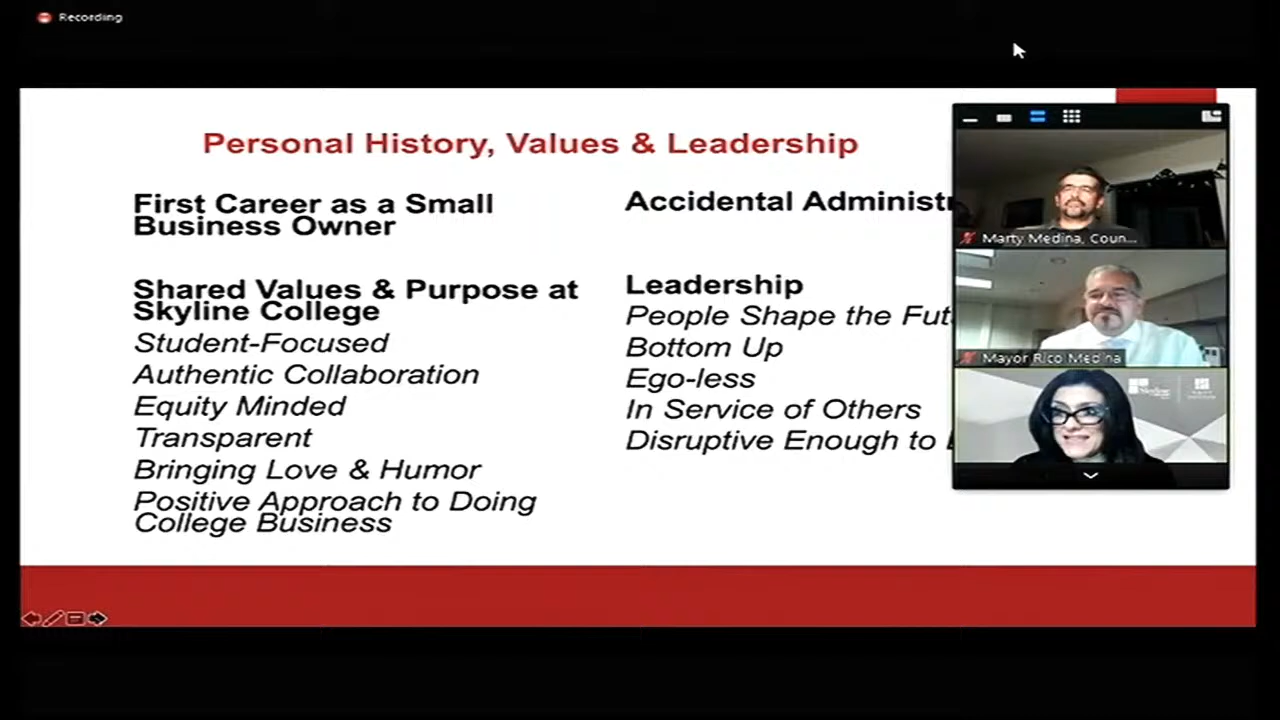 Recording
Personal History, Values & Leadership
First Career as a Small
Business Owner
Shared Values & Purpose at
Skyline College
Student-Focused
Authentic Collaboration
Equity Minded
Transparent
Bringing Love & Humor
Positive Approach to Doing
College Business
Accidental Administr
Leadership
People Shape the Fut
Bottom Up
Ego-less
In Service of Others
Disruptive Enough to
Marty Medina, Coun...
Mayor Rico Medina
Skyline